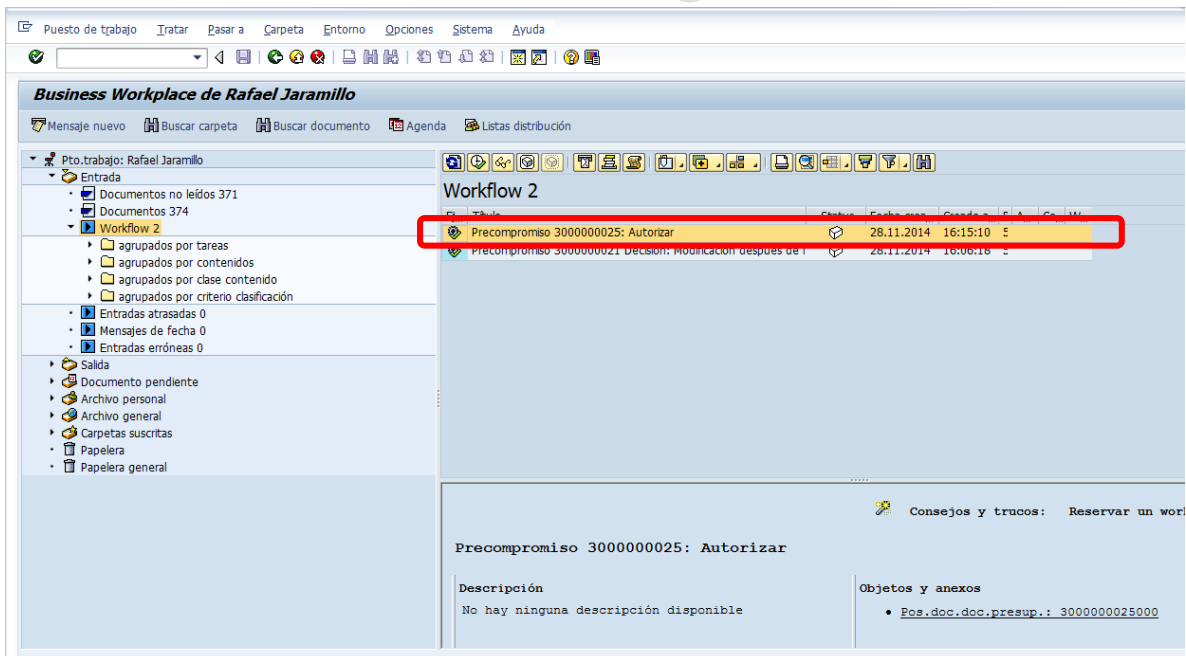 Puesto de trabajo Tratar Pasar a Carpeta Entorno Opciones Sistema Ayuda
Business Workplace de Rafael Jaramillo
Mensaje nuevo Buscar carpeta Buscar documento Agenda Listas distribución
Pto.trabajo: Rafael Jaramillo
Entrada
Documentos no leídos 371
Documentos 374
Workflow 2
agrupados por tareas
agrupados por contenidos
agrupados por clase contenido
agrupados por criterio clasificación
Entradas atrasadas 0
Mensajes de fecha 0
Entradas erróneas 0
Salida
Documento pendiente
Archivo personal
Archivo general
Carpetas suscritas
Papelera
Papelera general
Workflow 2
Título Status Fecha crea... Creado a...
Precompromiso 3000000025: Autorizar 28.11.2014 16:15:10 5
Precompromiso 3000000021 Decisión: Modificación después de l 28.11.2014 16:06:18
Consejos y trucos: Reservar un wor
Precompromiso 3000000025: Autorizar
Descripción
No hay ninguna descripción disponible
Objetos y anexos
• Pos.doc.doc.presup.: 3000000025000